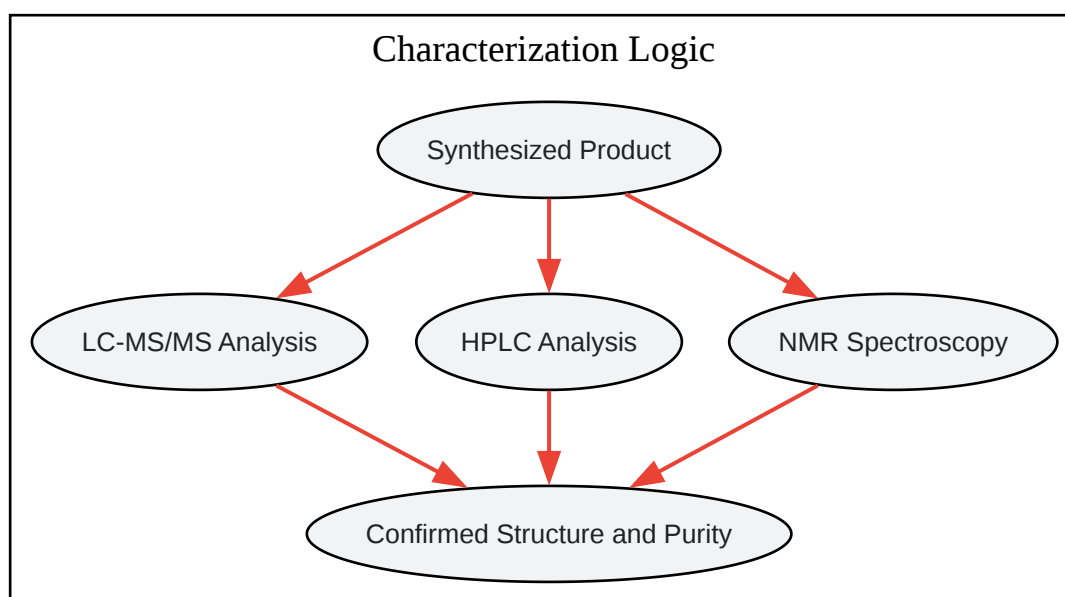 Characterization Logic
Synthesized Product
LC-MS/MS Analysis
HPLC Analysis
NMR Spectroscopy
Confirmed Structure and Purity